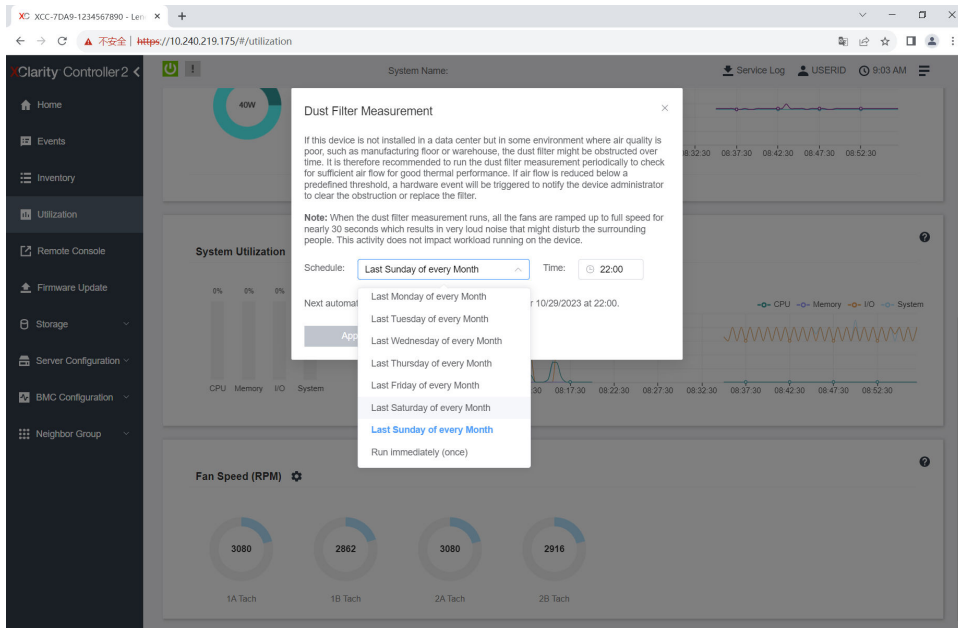 XC XCC-7DA9-1234567890 - Len
不安全 | https://10.240.219.175/#/utilization
XClarity Controller 2
System Name:
Service Log USERID 9:03 AM
Home
Events
Inventory
Utilization
Remote Console
Firmware Update
Storage
Server Configuration
BMC Configuration
Neighbor Group
40W
08:32:30 08:37:30 08:42:30 08:47:30 08:52:30
Dust Filter Measurement
If this device is not installed in a data center but in some environment where air quality is
poor, such as manufacturing floor or warehouse, the dust filter might be obstructed over
time. It is therefore recommended to run the dust filter measurement periodically to check
for sufficient air flow for good thermal performance. If air flow is reduced below a
predefined threshold, a hardware event will be triggered to notify the device administrator
to clear the obstruction or replace the filter.
Note: When the dust filter measurement runs, all the fans are ramped up to full speed for
nearly 30 seconds which results in very loud noise that might disturb the surrounding
people. This activity does not impact workload running on the device.
Schedule: Last Sunday of every Month Time: 22:00
Next automat
r 10/29/2023 at 22:00.
App
Last Monday of every Month
Last Tuesday of every Month
Last Wednesday of every Month
Last Thursday of every Month
Last Friday of every Month
Last Saturday of every Month
Last Sunday of every Month
Run immediately (once)
System Utilization
0% 0% 0%
CPU Memory I/O System
CPU Memory I/O System
30 08:17:30 08:22:30 08:27:30 08:32:30 08:37:30 08:42:30 08:47:30 08:52:30
Fan Speed (RPM)
3080 2862 3080 2916
1A Tach 1B Tach 2A Tach 2B Tach